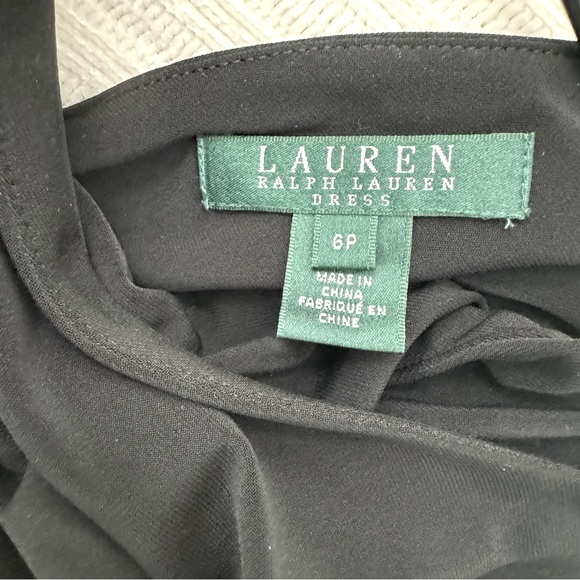 LAUREN
RALPH LAUREN
DRESS
6P
MADE IN
CHINA
FABRIQUÉ EN
CHINE